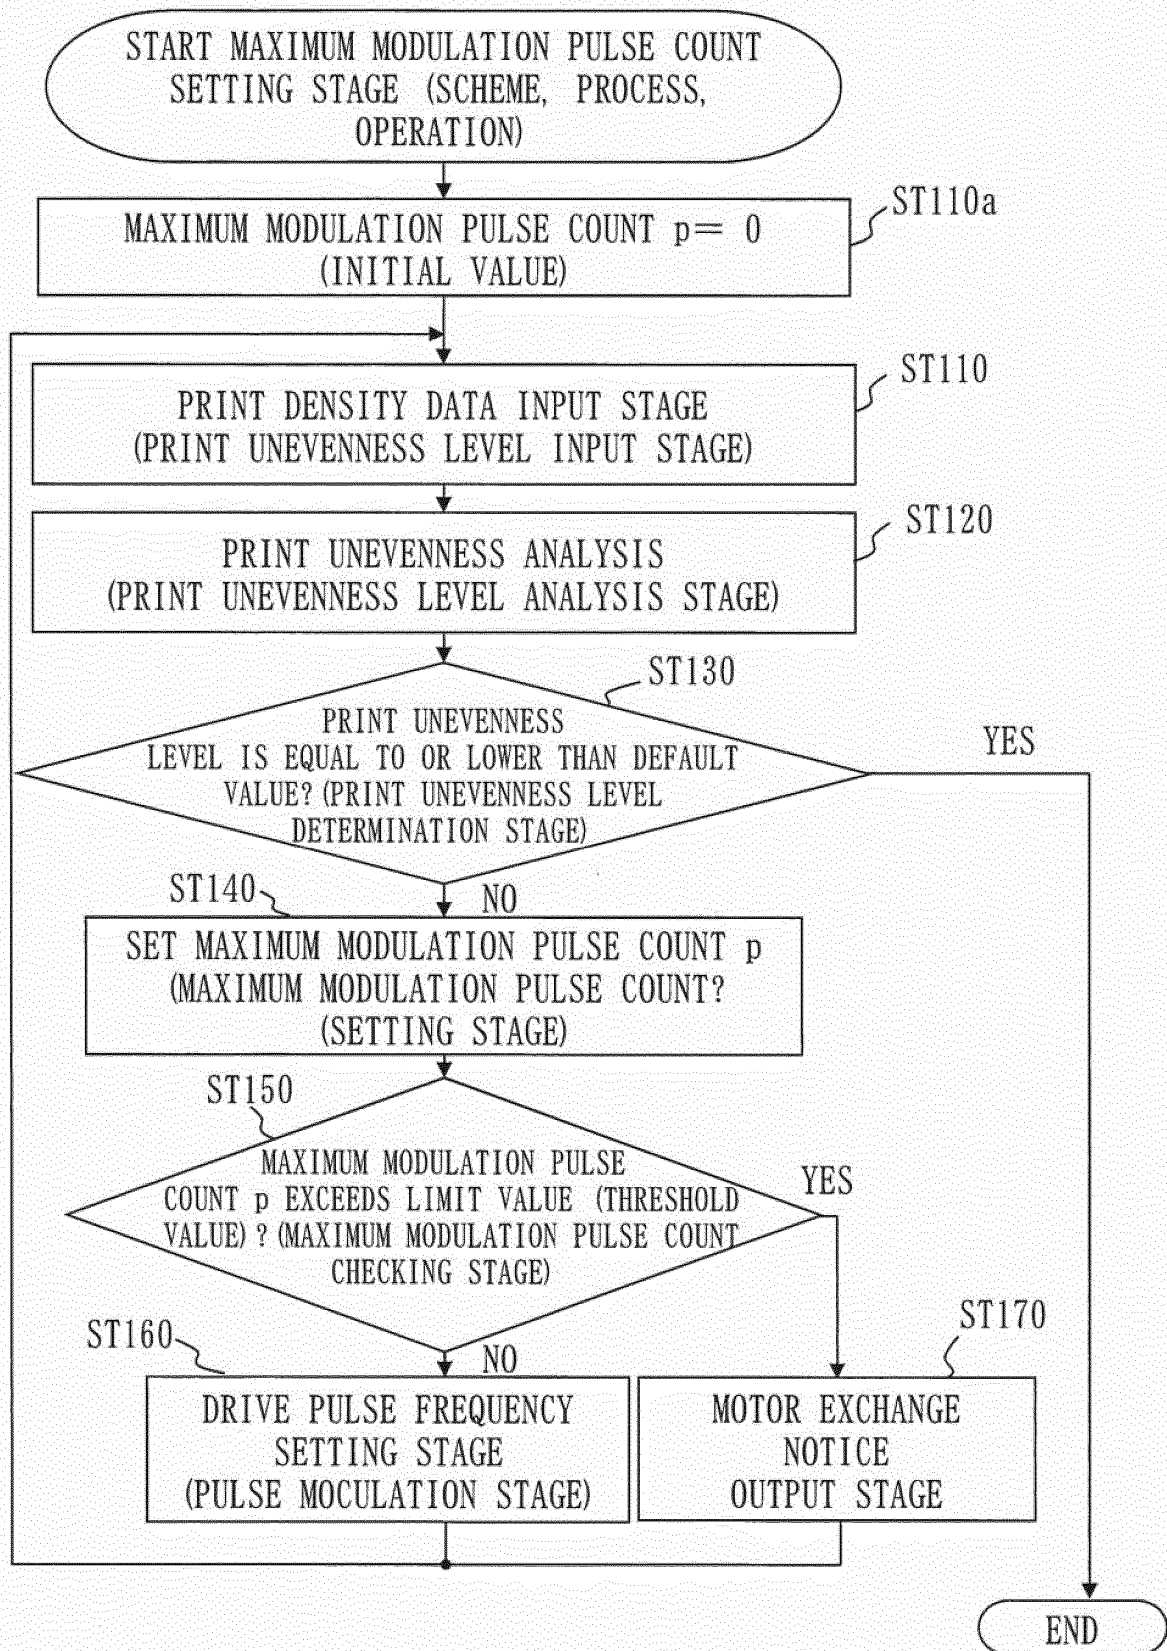 START MAXIMUM MODULATION PULSE COUNT
SETTING STAGE (SCHEME, PROCESS,
OPERATION)
ST110a
MAXIMUM MODULATION PULSE COUNT p= 0
(INITIAL VALUE)
ST110
PRINT DENSITY DATA INPUT STAGE
(PRINT UNEVENNESS LEVEL INPUT STAGE)
ST120
PRINT UNEVENNESS ANALYSIS
(PRINT UNEVENNESS LEVEL ANALYSIS STAGE)
ST130
PRINT UNEVENNESS
LEVEL IS EQUAL TO OR LOWER THAN DEFAULT
VALUE? (PRINT UNEVENNESS LEVEL
DETERMINATION STAGE)
YES
NO
ST140
SET MAXIMUM MODULATION PULSE COUNT p
(MAXIMUM MODULATION PULSE COUNT?
(SETTING STAGE)
ST150
MAXIMUM MODULATION PULSE
COUNT p EXCEEDS LIMIT VALUE (THRESHOLD
VALUE) ? (MAXIMUM MODULATION PULSE COUNT
CHECKING STAGE)
YES
NO
ST160
DRIVE PULSE FREQUENCY
SETTING STAGE
(PULSE MOCULATION STAGE)
ST170
MOTOR EXCHANGE
NOTICE
OUTPUT STAGE
END